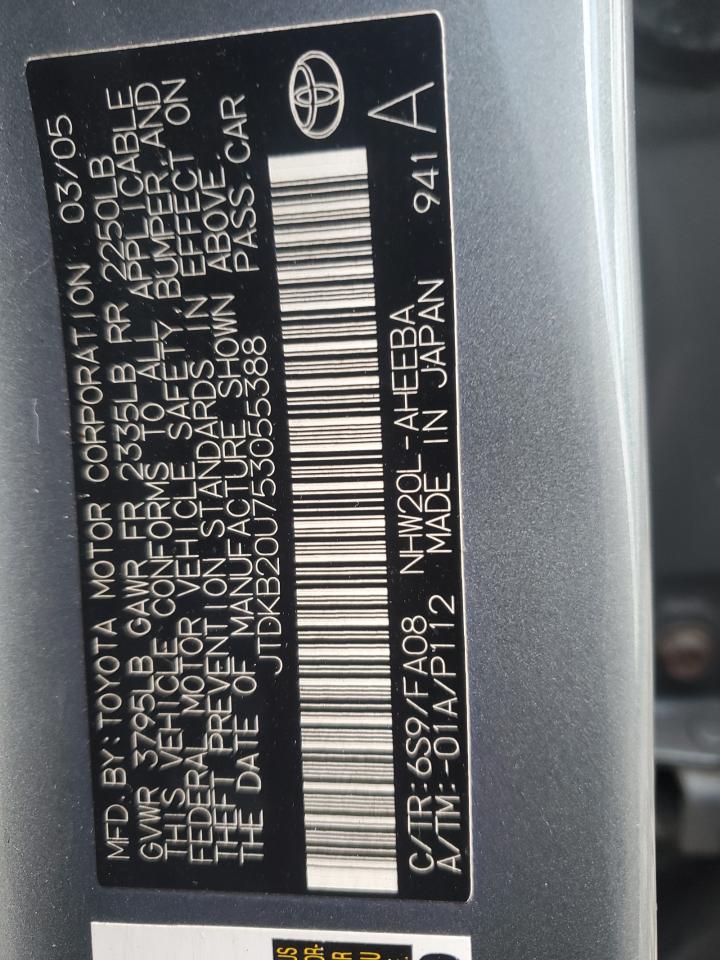 MFD. BY: TOYOTA MOTOR CORPORATION 03/05
GVWR 3795LB GAWR FR 2335LB RR 2250LB
THIS VEHICLE CONFORMS TO ALL APPLICABLE
FEDERAL MOTOR VEHICLE SAFETY, BUMPER, AND
THEFT PREVENTION STANDARDS IN EFFECT ON
THE DATE OF MANUFACTURE SHOWN ABOVE.
JTDKB20U753055388 PASS. CAR
C/TR: 6S9/FA08 NHW20L-AHEEBA 941 A
A/TM: -01A/P112 MADE IN JAPAN
US